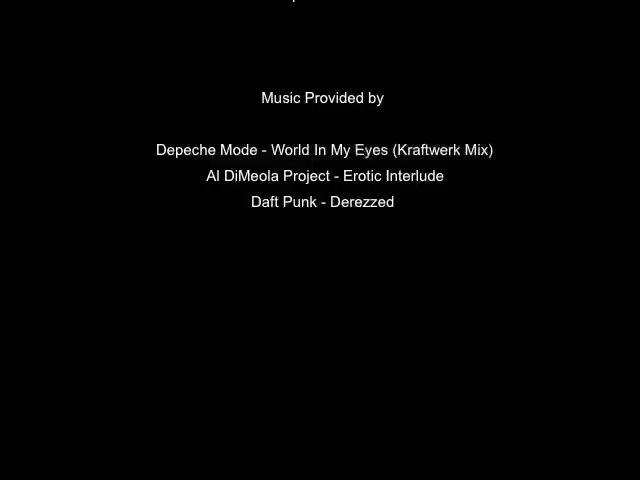 Music Provided by
Depeche Mode - World In My Eyes (Kraftwerk Mix)
Al DiMeola Project - Erotic Interlude
Daft Punk - Derezzed